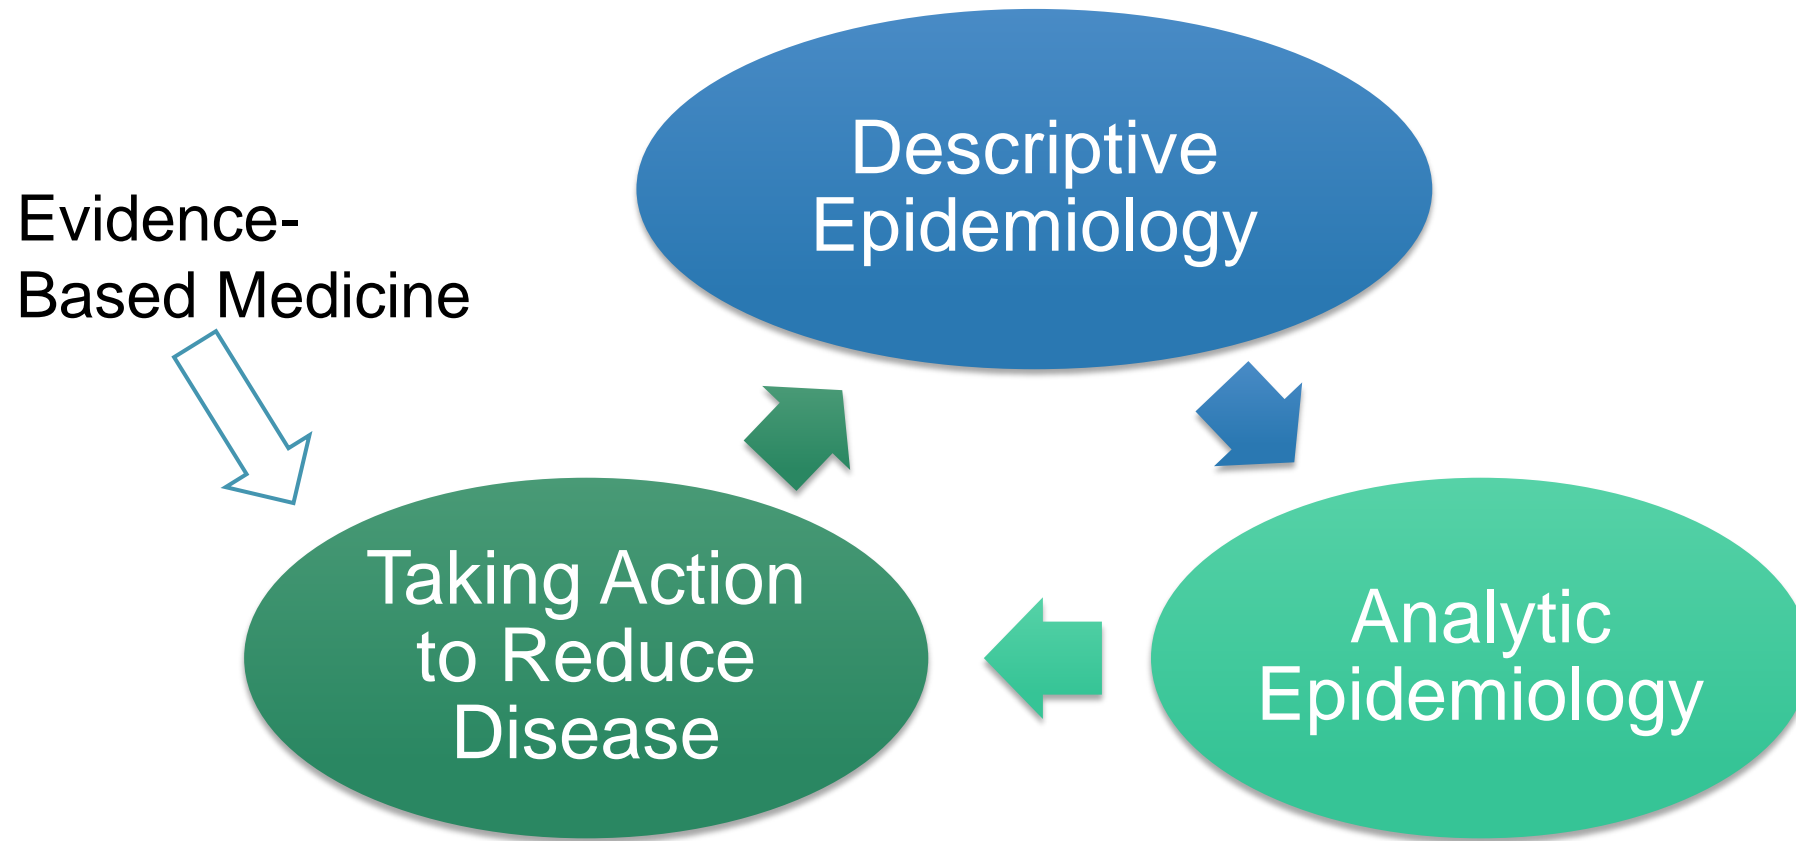 Descriptive
Epidemiology
Evidence-
Based Medicine
Taking Action
to Reduce
Disease
Analytic
Epidemiology